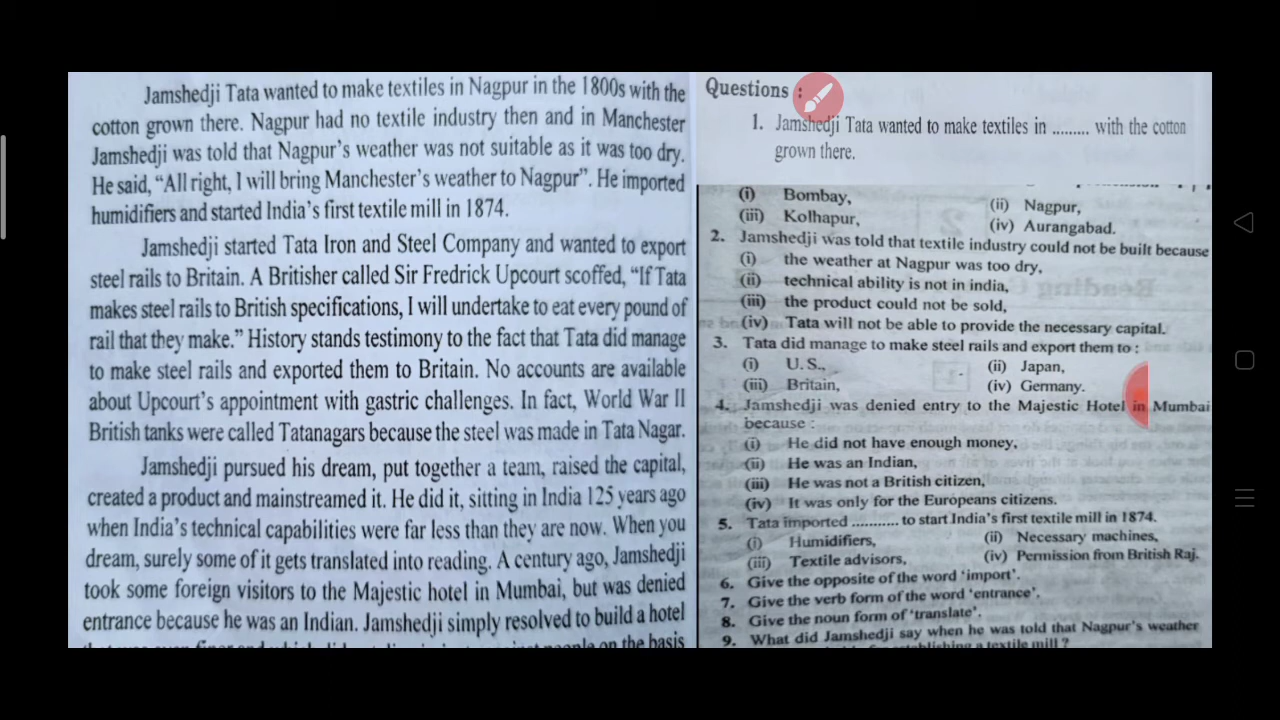 Jamshedji Tata wanted to make textiles in Nagpur in the 1800s with the
cotton grown there. Nagpur had no textile industry then and in Manchester
Jamshedji was told that Nagpur's weather was not suitable as it was too dry.
He said, “All right, I will bring Manchester's weather to Nagpur”. He imported
humidifiers and started India's first textile mill in 1874.
Jamshedji started Tata Iron and Steel Company and wanted to export
steel rails to Britain. A Britisher called Sir Fredrick Upcourt scoffed, “If Tata
makes steel rails to British specifications, I will undertake to eat every pound of
rail that they make.” History stands testimony to the fact that Tata did manage
to make steel rails and exported them to Britain. No accounts are available
about Upcourt's appointment with gastric challenges. In fact, World War II
British tanks were called Tatanagars because the steel was made in Tata Nagar.
Jamshedji pursued his dream, put together a team, raised the capital,
created a product and mainstreamed it. He did it, sitting in India 125 years ago
when India's technical capabilities were far less than they are now. When you
dream, surely some of it gets translated into reading. A century ago, Jamshedji
took some foreign visitors to the Majestic hotel in Mumbai, but was denied
entrance because he was an Indian. Jamshedji simply resolved to build a hotel
people on the basis
Questions :
1. Jamshedji Tata wanted to make textiles in ......... with the cotton
grown there.
(i) Bombay, (ii) Nagpur,
(iii) Kolhapur, (iv) Aurangabad.
2. Jamshedji was told that textile industry could not be built because
(i) the weather at Nagpur was too dry,
(ii) technical ability is not in india,
(iii) the product could not be sold,
(iv) Tata will not be able to provide the necessary capital.
3. Tata did manage to make steel rails and export them to :
(i) U. S., (ii) Japan,
(iii) Britain, (iv) Germany.
4. Jamshedji was denied entry to the Majestic Hotel in Mumbai
because :
(i) He did not have enough money,
(ii) He was an Indian,
(iii) He was not a British citizen,
(iv) It was only for the Europeans citizens.
5. Tata imported ........... to start India's first textile mill in 1874.
(i) Humidifiers, (ii) Necessary machines,
(iii) Textile advisors, (iv) Permission from British Raj.
6. Give the opposite of the word ‘import’.
7. Give the verb form of the word ‘entrance’.
8. Give the noun form of ‘translate’.
9. What did Jamshedji say when he was told that Nagpur's weather
establishing a textile mill ?